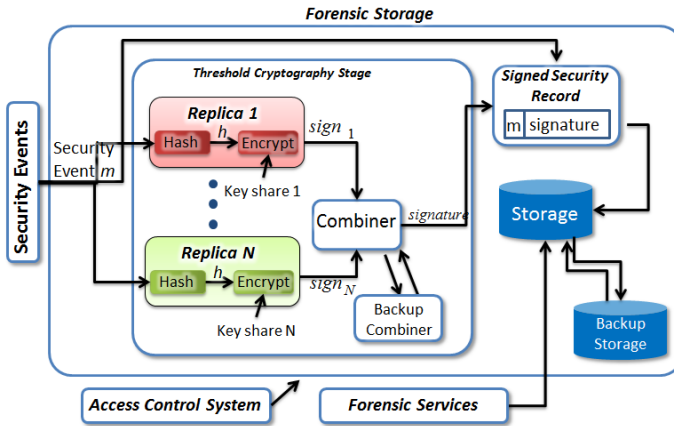 Forensic Storage
Threshold Cryptography Stage
Signed Security
Record
m signature
Security Events
Security
Event m
Replica 1
Hash
h
Encrypt
sign 1
Key share 1
Combiner
signature
Storage
Replica N
Hash
h
Encrypt
sign N
Key share N
Backup
Combiner
Backup
Storage
Access Control System
Forensic Services